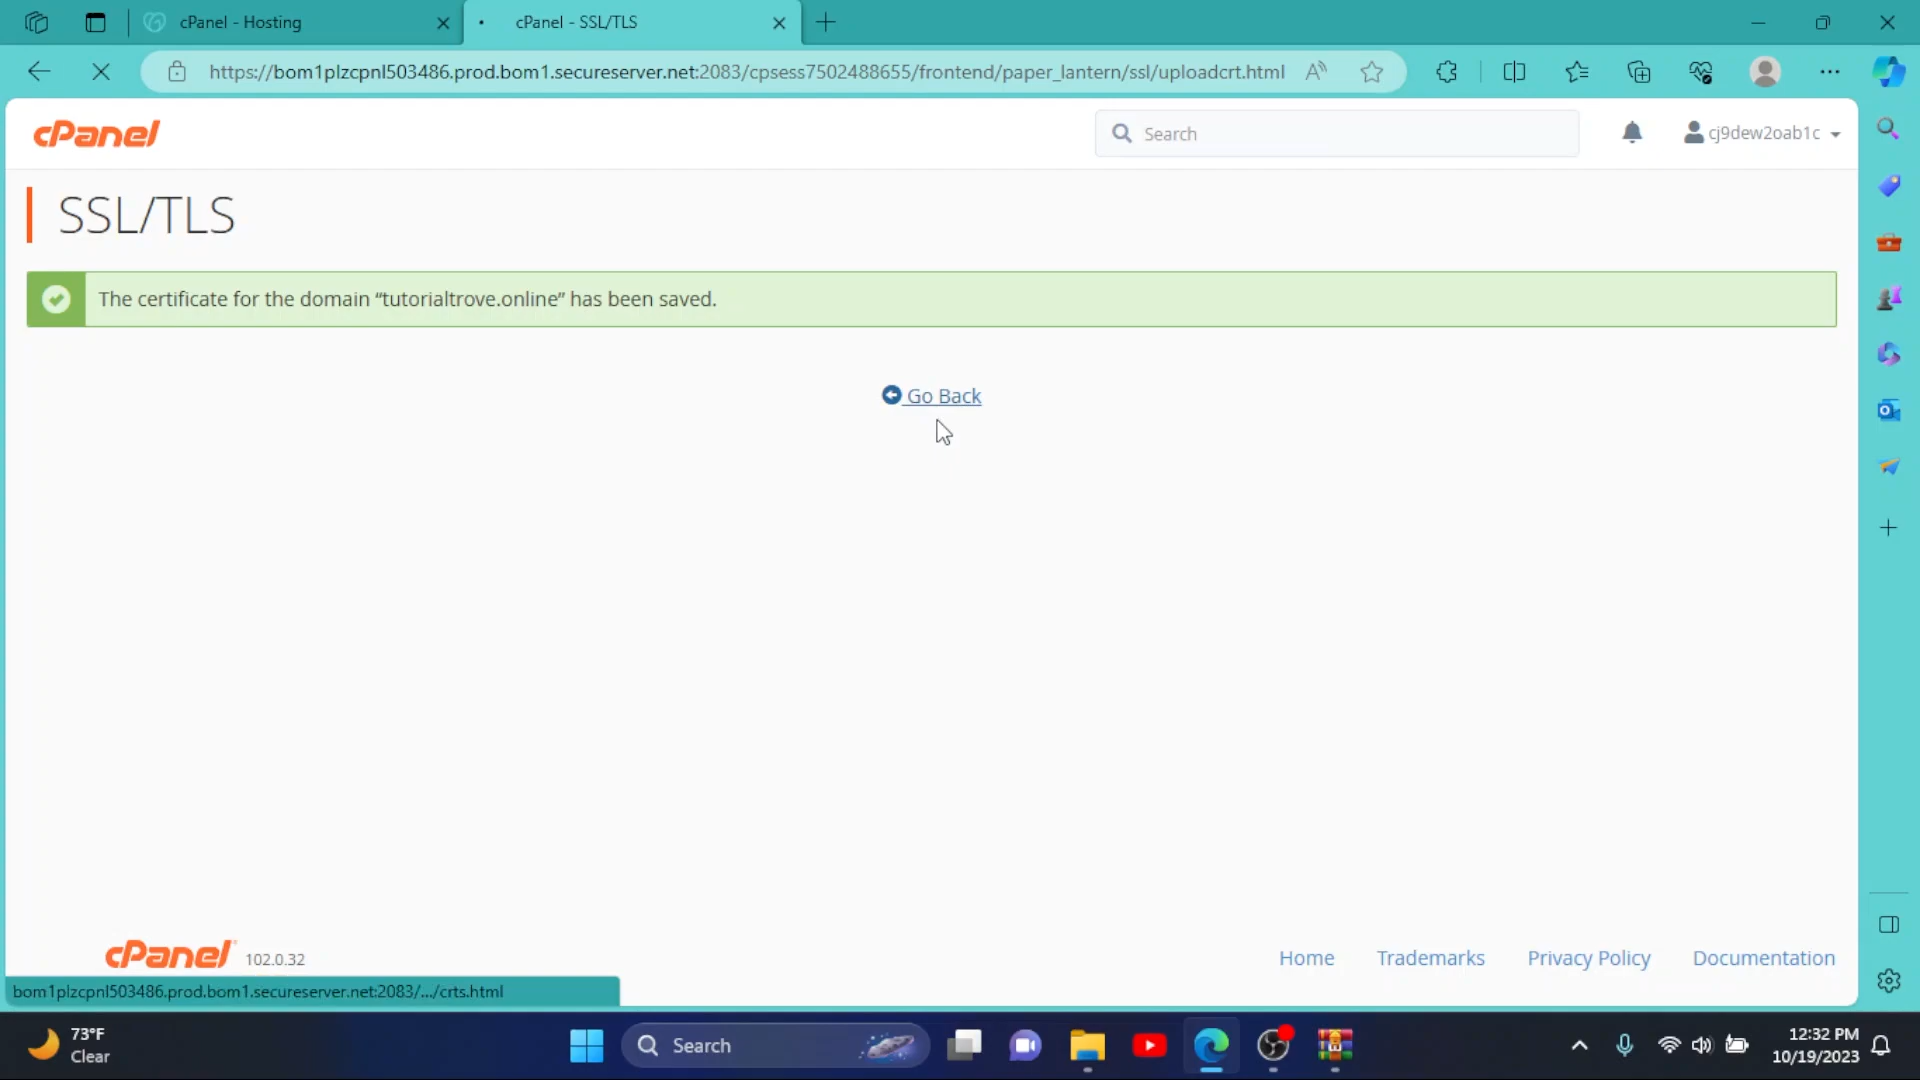 cPanel - Hosting
cPanel - SSL/TLS
https://bom1plzcpnl503486.prod.bom1.secureserver.net:2083/cpsess7502488655/frontend/paper_lantern/ssl/uploadcrt.html
cPanel
Search
cj9dew2oab1c
SSL/TLS
The certificate for the domain “tutorialtrove.online” has been saved.
Go Back
cPanel 102.0.32
Home
Trademarks
Privacy Policy
Documentation
bom1plzcpnl503486.prod.bom1.secureserver.net:2083/.../crts.html
73°F
Clear
Search
12:32 PM
10/19/2023